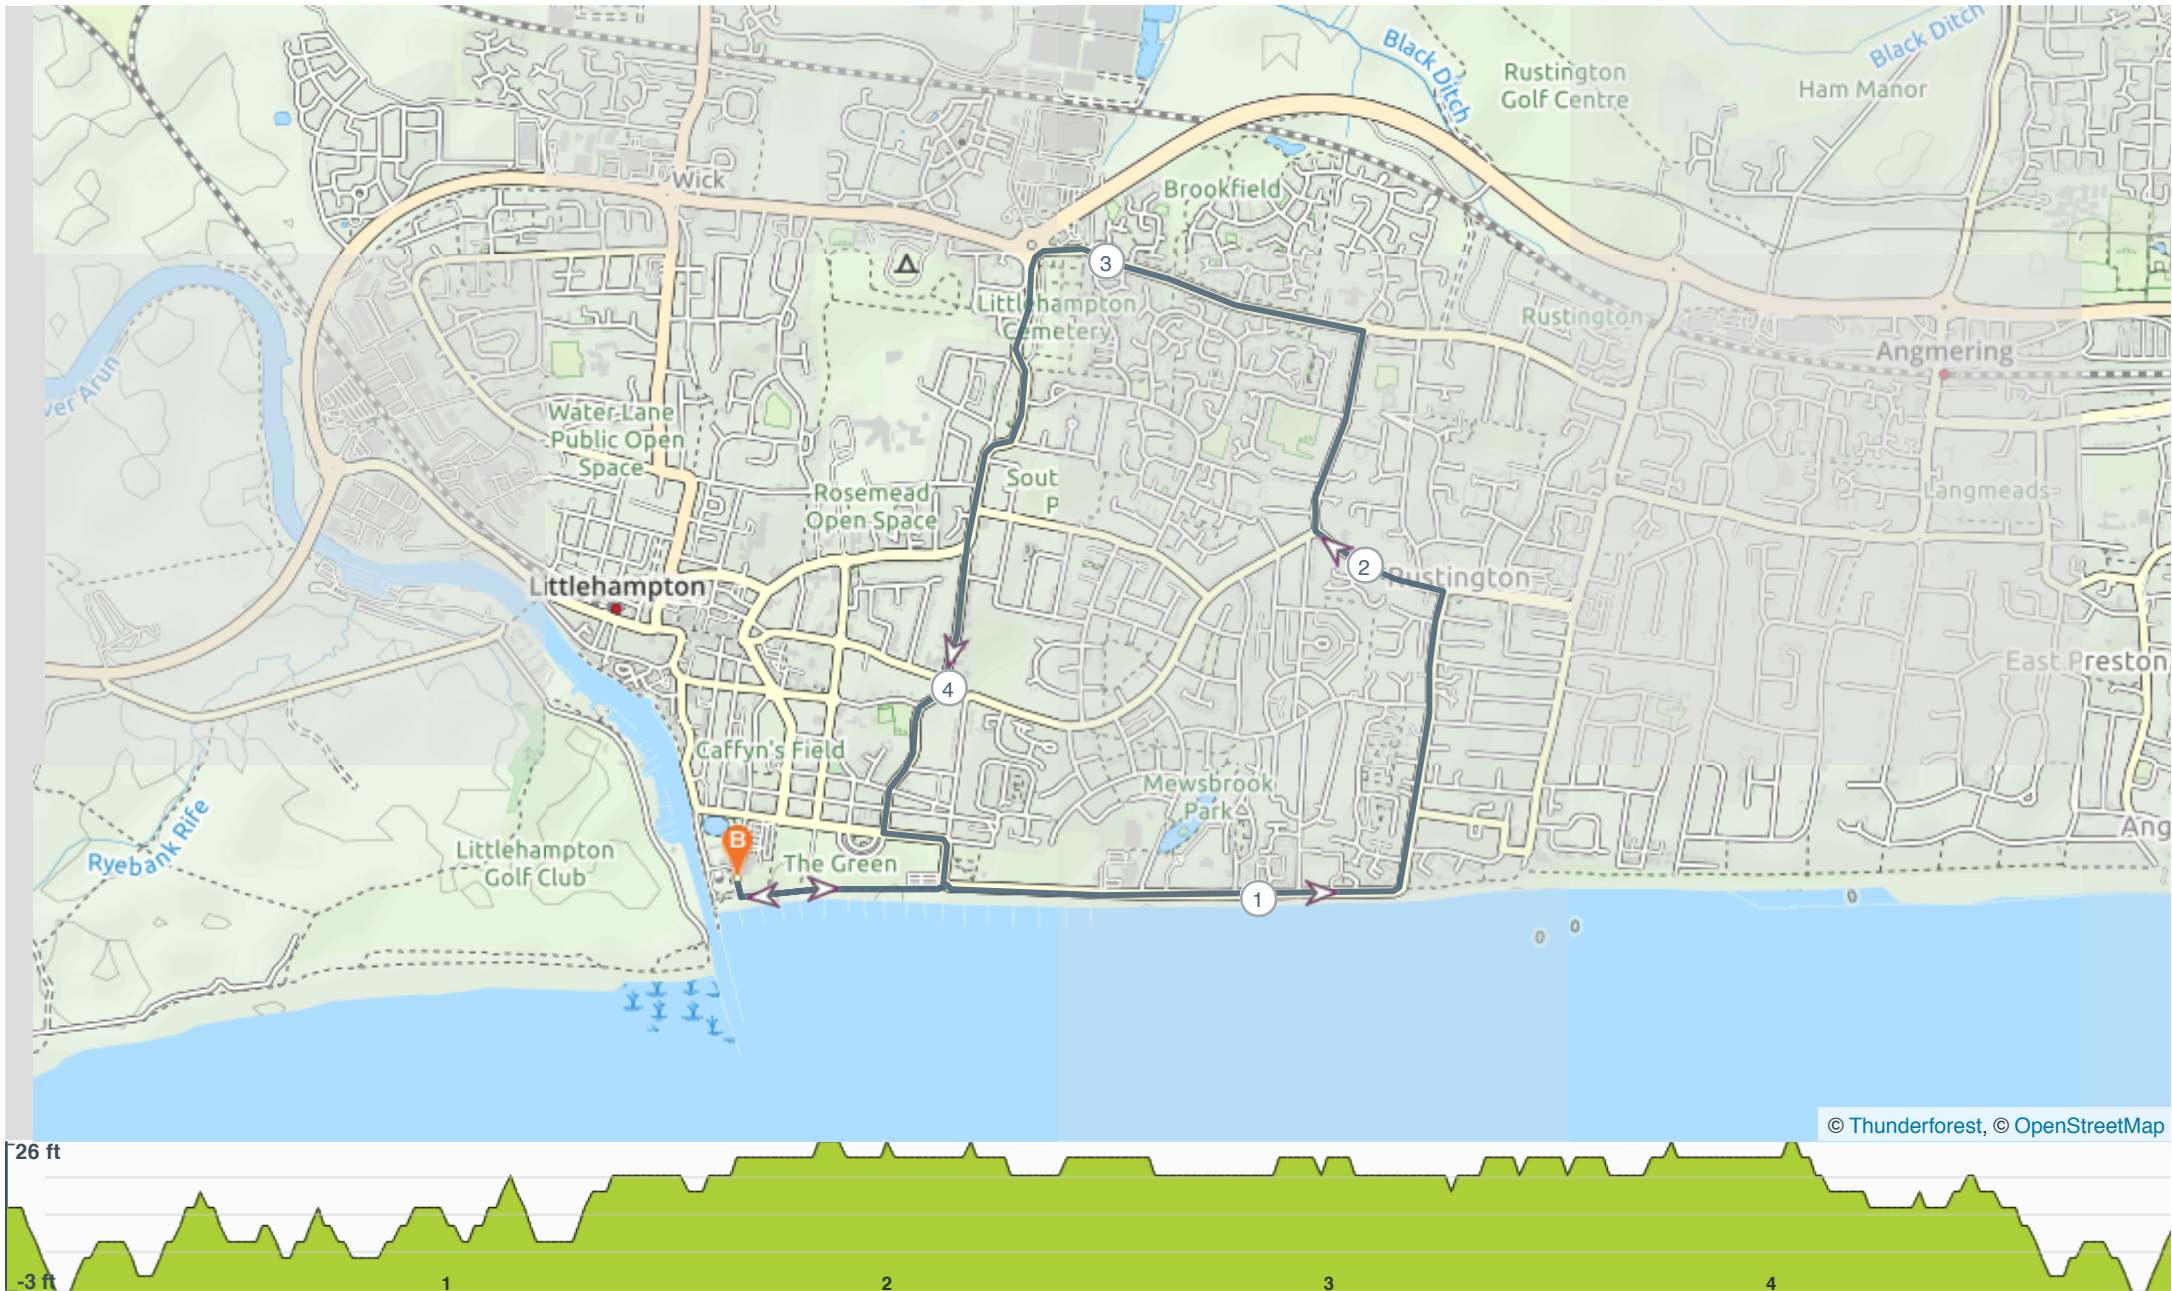 Black Ditch
Black Ditch
Rustington
Golf Centre
Ham Manor
Wick
Brookfield
3
Littlehampton
Cemetery
Rustington
Angmering
ver Arun
Water Lane
Public Open
Space
Sout
P
Rosemead
Open Space
Langmeads
Littlehampton
2
Rustington
East Preston
4
Caffyn's Field
Mewsbrook
Park
Ang
Ryebank Rife
Littlehampton
Golf Club
B
The Green
1
0
0
0
© Thunderforest, © OpenStreetMap
26 ft
-3 ft
1
2
3
4